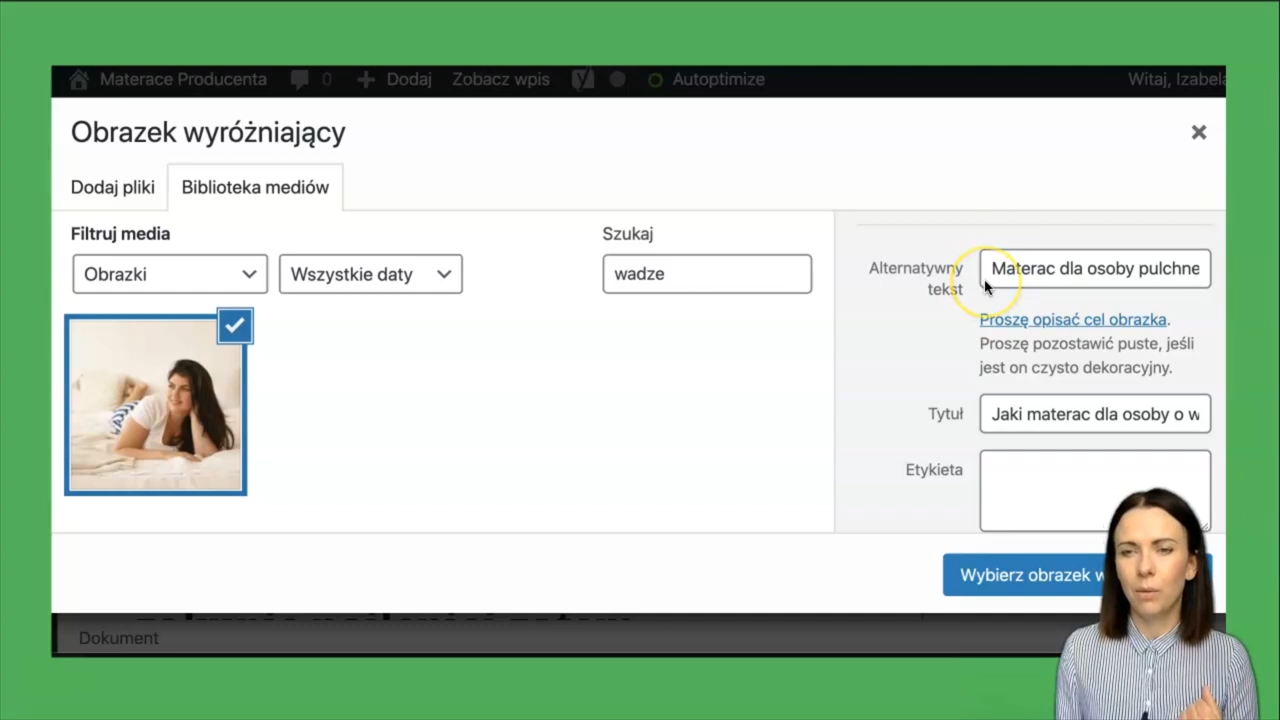 Materace Producenta 0 Dodaj Zobacz wpis Autoptimize Witaj, Izabela
Obrazek wyróżniający
Dodaj pliki Biblioteka mediów
Filtruj media Szukaj
Obrazki Wszystkie daty wadze
Alternatywny tekst Materac dla osoby pulchne
Proszę opisać cel obrazka.
Proszę pozostawić puste, jeśli
jest on czysto dekoracyjny.
Tytuł Jaki materac dla osoby o w
Etykieta
Wybierz obrazek w
Dokument